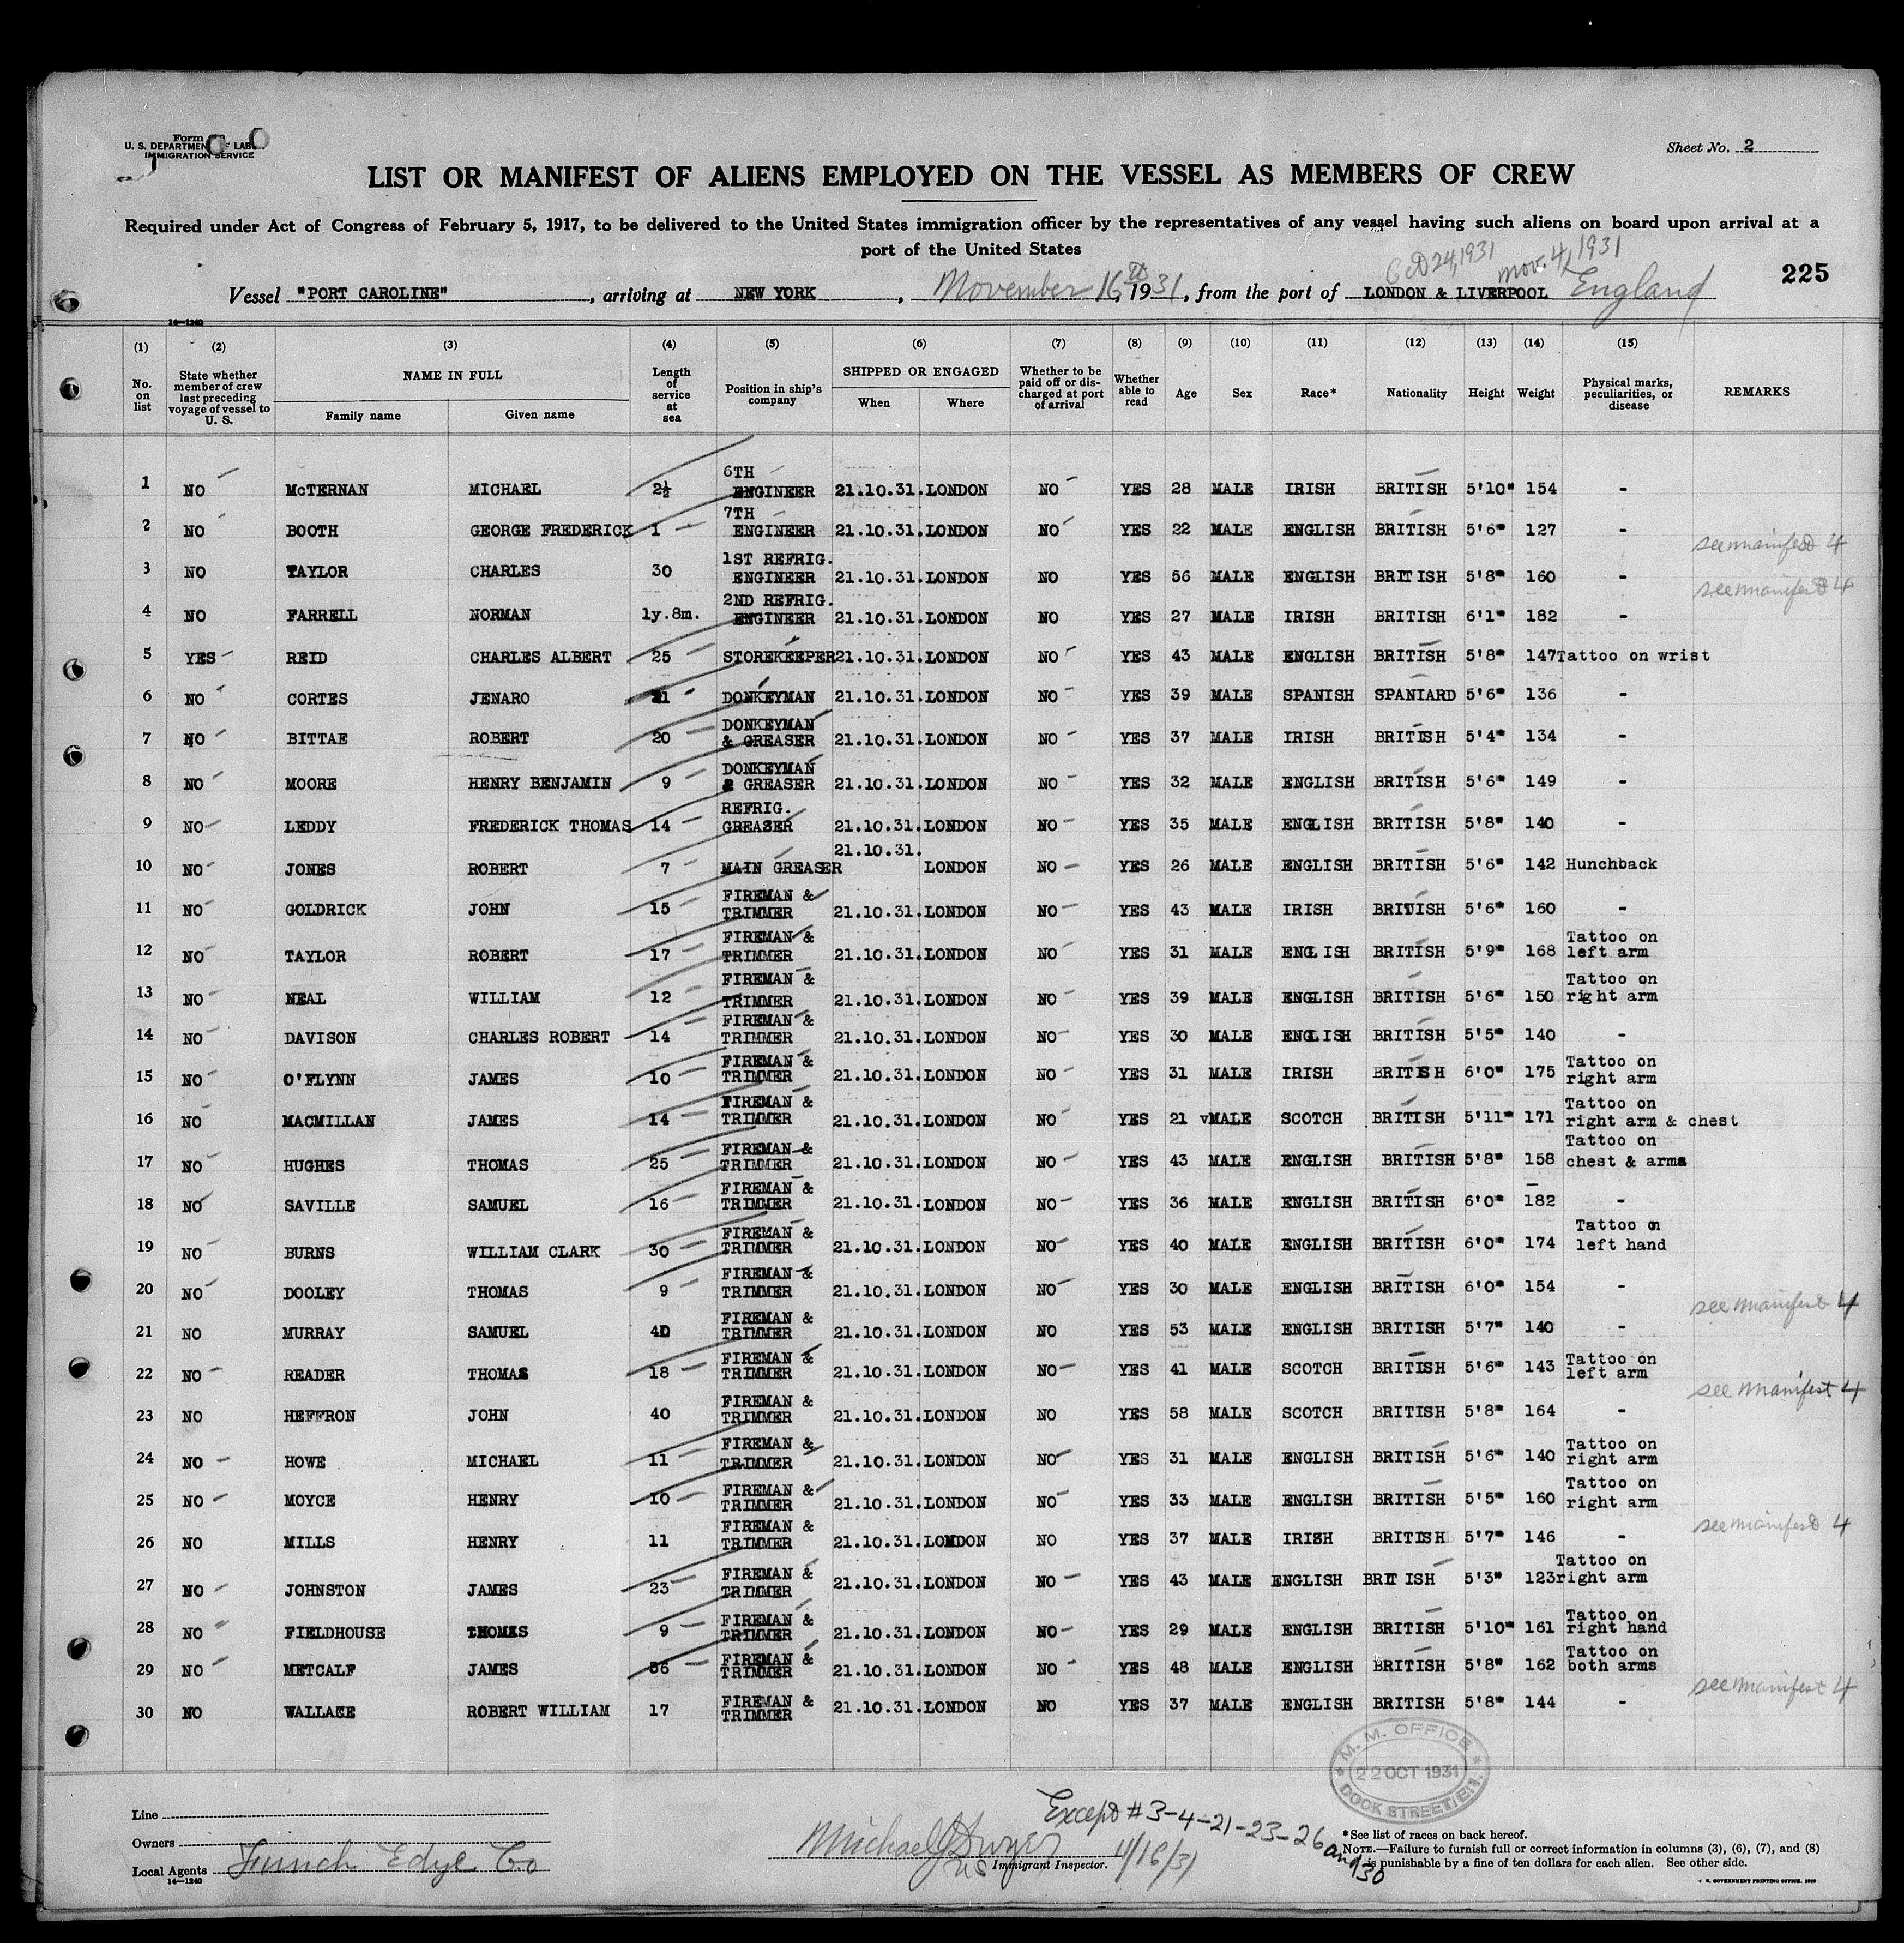 Form
U. S. DEPARTMENT OF LAB
IMMIGRATION SERVICE
Sheet No. 2
LIST OR MANIFEST OF ALIENS EMPLOYED ON THE VESSEL AS MEMBERS OF CREW
Required under Act of Congress of February 5, 1917, to be delivered to the United States immigration officer by the representatives of any vessel having such aliens on board upon arrival at a
port of the United States
Oct 24, 1931 Nov. 4, 1931
Vessel "PORT CAROLINE", arriving at NEW YORK, November 16th, 1931, from the port of LONDON & LIVERPOOL England
225
14-1240
(1) (2) (3) (4) (5) (6) (7) (8) (9) (10) (11) (12) (13) (14) (15)
No. on list
State whether member of crew last preceding voyage of vessel to U. S.
NAME IN FULL
Family name Given name
Length of service at sea
Position in ship's company
SHIPPED OR ENGAGED
When Where
Whether to be paid off or discharged at port of arrival
Whether able to read
Age Sex Race* Nationality Height Weight
Physical marks, peculiarities, or disease
REMARKS
1 NO McTERNAN MICHAEL 2½ 6TH ENGINEER 21.10.31. LONDON NO YES 28 MALE IRISH BRITISH 5'10" 154 -
2 NO BOOTH GEORGE FREDERICK 1 7TH ENGINEER 21.10.31. LONDON NO YES 22 MALE ENGLISH BRITISH 5'6" 127 -
3 NO TAYLOR CHARLES 30 1ST REFRIG. ENGINEER 21.10.31. LONDON NO YES 56 MALE ENGLISH BRITISH 5'8" 160 - see manifest 4
4 NO FARRELL NORMAN 1y.8m. 2ND REFRIG. ENGINEER 21.10.31. LONDON NO YES 27 MALE IRISH BRITISH 6'1" 182 - see manifest 4
5 YES REID CHARLES ALBERT 25 STOREKEEPER 21.10.31. LONDON NO YES 43 MALE ENGLISH BRITISH 5'8" 147 Tattoo on wrist
6 NO CORTES JENARO 21 DONKEYMAN 21.10.31. LONDON NO YES 39 MALE SPANISH SPANIARD 5'6" 136 -
7 NO BITTAE ROBERT 20 DONKEYMAN & GREASER 21.10.31. LONDON NO YES 37 MALE IRISH BRITISH 5'4" 134 -
8 NO MOORE HENRY BENJAMIN 9 DONKEYMAN & GREASER 21.10.31. LONDON NO YES 32 MALE ENGLISH BRITISH 5'6" 149 -
9 NO LEDDY FREDERICK THOMAS 14 REFRIG. GREASER 21.10.31. LONDON NO YES 35 MALE ENGLISH BRITISH 5'8" 140 -
10 NO JONES ROBERT 7 MAIN GREASER 21.10.31. LONDON NO YES 26 MALE ENGLISH BRITISH 5'6" 142 Hunchback
11 NO GOLDRICK JOHN 15 FIREMAN & TRIMMER 21.10.31. LONDON NO YES 43 MALE IRISH BRITISH 5'6" 160 -
12 NO TAYLOR ROBERT 17 FIREMAN & TRIMMER 21.10.31. LONDON NO YES 31 MALE ENGLISH BRITISH 5'9" 168 Tattoo on left arm
13 NO NEAL WILLIAM 12 FIREMAN & TRIMMER 21.10.31. LONDON NO YES 39 MALE ENGLISH BRITISH 5'6" 150 Tattoo on right arm
14 NO DAVISON CHARLES ROBERT 14 FIREMAN & TRIMMER 21.10.31. LONDON NO YES 30 MALE ENGLISH BRITISH 5'5" 140 -
15 NO O'FLYNN JAMES 10 FIREMAN & TRIMMER 21.10.31. LONDON NO YES 31 MALE IRISH BRITISH 6'0" 175 Tattoo on right arm
16 NO MACMILLAN JAMES 14 FIREMAN & TRIMMER 21.10.31. LONDON NO YES 21 vMALE SCOTCH BRITISH 5'11" 171 Tattoo on right arm & chest
17 NO HUGHES THOMAS 25 FIREMAN & TRIMMER 21.10.31. LONDON NO YES 43 MALE ENGLISH BRITISH 5'8" 158 Tattoo on chest & arms
18 NO SAVILLE SAMUEL 16 FIREMAN & TRIMMER 21.10.31. LONDON NO YES 36 MALE ENGLISH BRITISH 6'0" 182 -
19 NO BURNS WILLIAM CLARK 30 FIREMAN & TRIMMER 21.10.31. LONDON NO YES 40 MALE ENGLISH BRITISH 6'0" 174 Tattoo on left hand
20 NO DOOLEY THOMAS 9 FIREMAN & TRIMMER 21.10.31. LONDON NO YES 30 MALE ENGLISH BRITISH 6'0" 154 -
21 NO MURRAY SAMUEL 40 FIREMAN & TRIMMER 21.10.31. LONDON NO YES 53 MALE ENGLISH BRITISH 5'7" 140 - see manifest 4
22 NO READER THOMAS 18 FIREMAN & TRIMMER 21.10.31. LONDON NO YES 41 MALE SCOTCH BRITISH 5'6" 143 Tattoo on left arm
23 NO HEFFRON JOHN 40 FIREMAN & TRIMMER 21.10.31. LONDON NO YES 58 MALE SCOTCH BRITISH 5'8" 164 - see manifest 4
24 NO HOWE MICHAEL 11 FIREMAN & TRIMMER 21.10.31. LONDON NO YES 31 MALE ENGLISH BRITISH 5'6" 140 Tattoo on right arm
25 NO MOYCE HENRY 10 FIREMAN & TRIMMER 21.10.31. LONDON NO YES 33 MALE ENGLISH BRITISH 5'5" 160 Tattoo on right arm
26 NO MILLS HENRY 11 FIREMAN & TRIMMER 21.10.31. LONDON NO YES 37 MALE IRISH BRITISH 5'7" 146 - see manifest 4
27 NO JOHNSTON JAMES 23 FIREMAN & TRIMMER 21.10.31. LONDON NO YES 43 MALE ENGLISH BRITISH 5'3" 123 Tattoo on right arm
28 NO FIELDHOUSE THOMAS 9 FIREMAN & TRIMMER 21.10.31. LONDON NO YES 29 MALE ENGLISH BRITISH 5'10" 161 Tattoo on right hand
29 NO METCALF JAMES 36 FIREMAN & TRIMMER 21.10.31. LONDON NO YES 48 MALE ENGLISH BRITISH 5'8" 162 Tattoo on both arms
30 NO WALLACE ROBERT WILLIAM 17 FIREMAN & TRIMMER 21.10.31. LONDON NO YES 37 MALE ENGLISH BRITISH 5'8" 144 - see manifest 4
M. M. OFFICE
22 OCT 1931
DOCK STREET, E.1.
Line
Owners
Local Agents Funch Edye Co
14-1240
Except #3-4-21-23-26 and 30
Michael J Dwyer
US Immigrant Inspector. 11/16/31
*See list of races on back hereof.
NOTE.—Failure to furnish full or correct information in columns (3), (6), (7), and (8)
is punishable by a fine of ten dollars for each alien. See other side.
GOVERNMENT PRINTING OFFICE